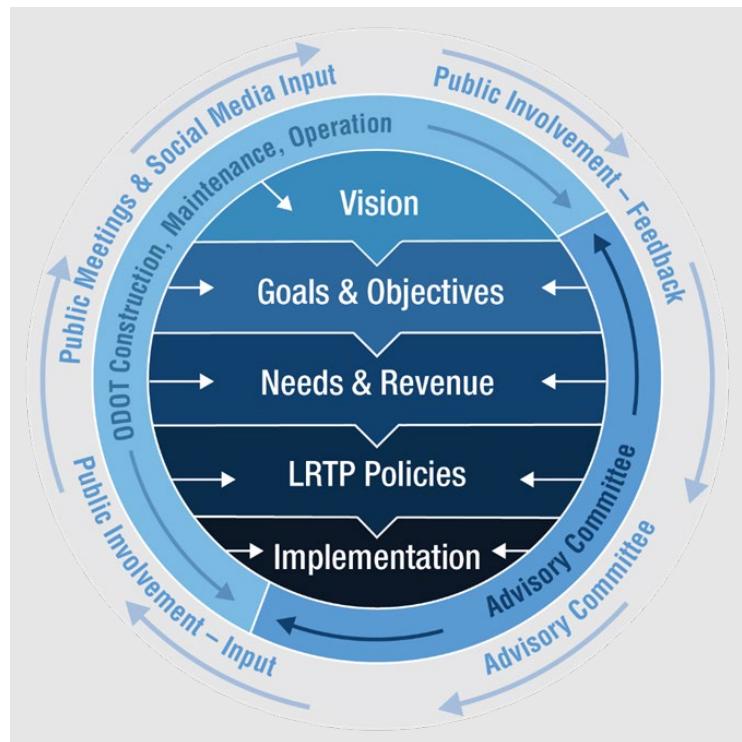 Public Meetings & Social Media Input
Public Involvement – Feedback
ODOT Construction, Maintenance, Operation
Vision
Goals & Objectives
Needs & Revenue
LRTP Policies
Implementation
Advisory Committee
Advisory Committee
Public Involvement – Input